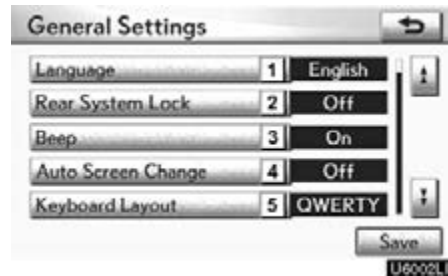 General Settings
Language 1 English
Rear System Lock 2 Off
Beep 3 On
Auto Screen Change 4 Off
Keyboard Layout 5 QWERTY
Save
U6002L